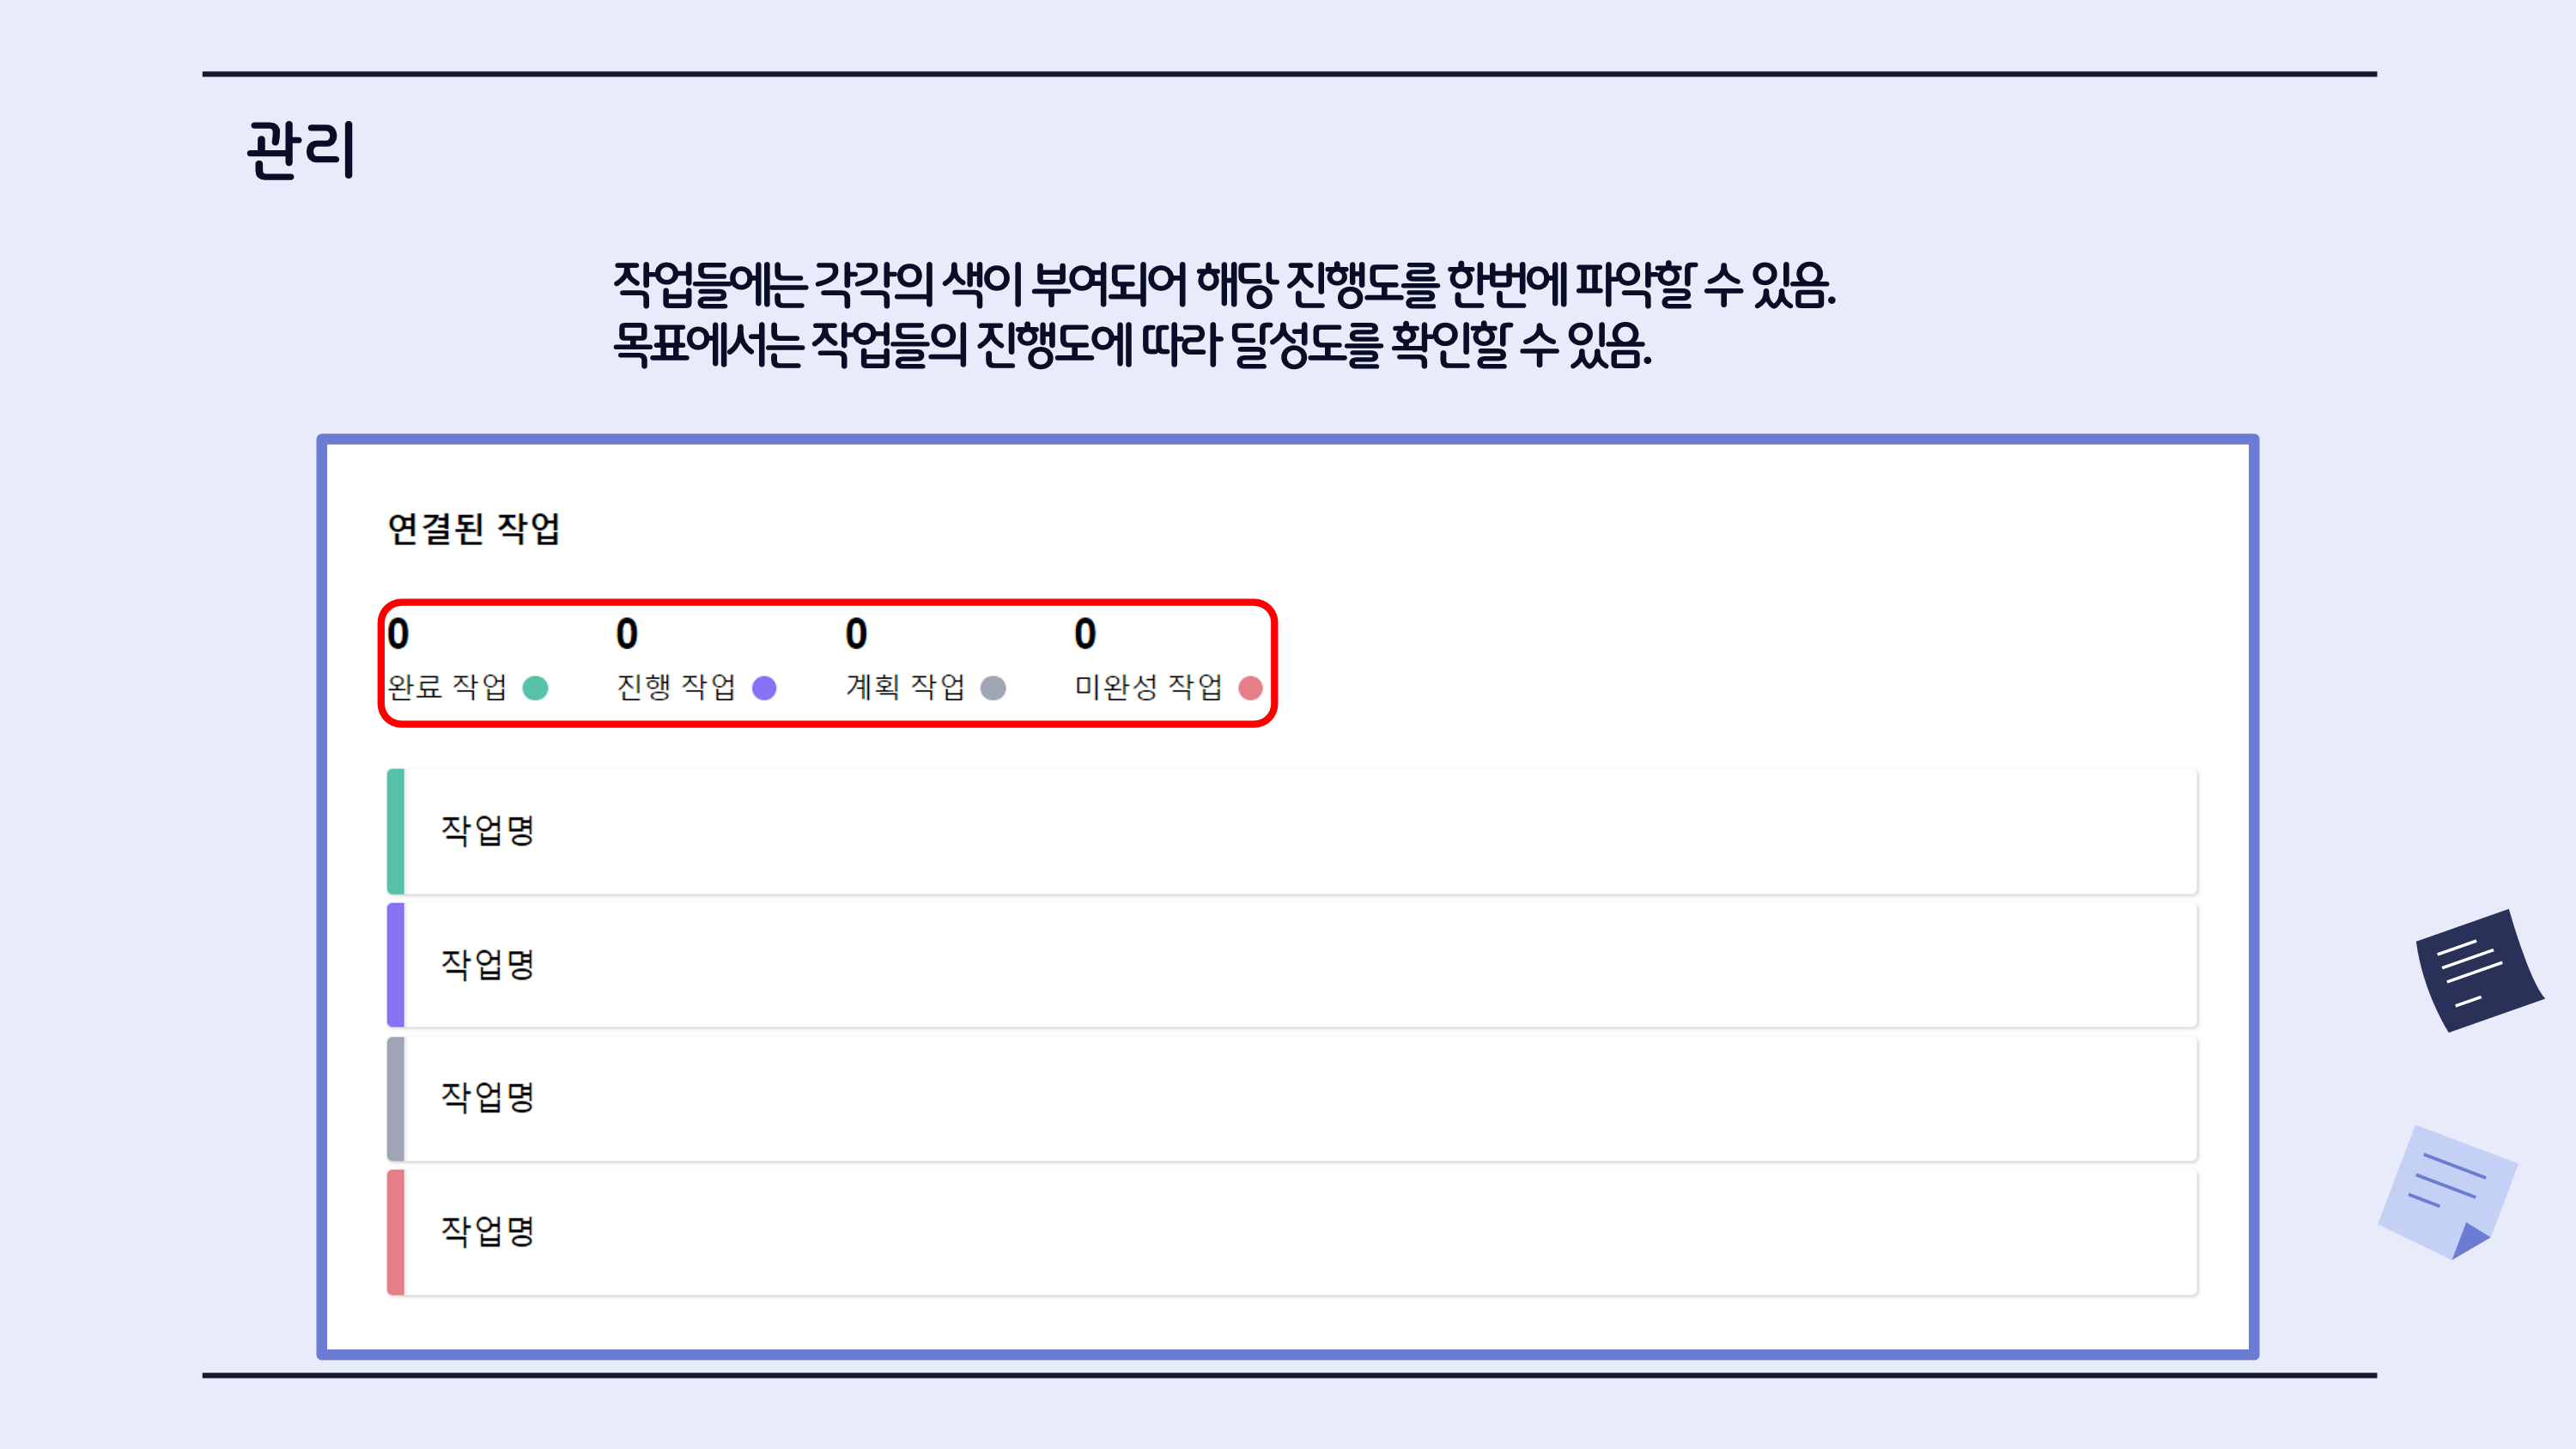 관리
작업들에는 각각의 색이 부여되어 해당 진행도를 한번에 파악할 수 있음.
목표에서는 작업들의 진행도에 따라 달성도를 확인할 수 있음.
연결된 작업
0 0 0 0
완료 작업 진행 작업 계획 작업 미완성 작업
작업명
작업명
작업명
작업명